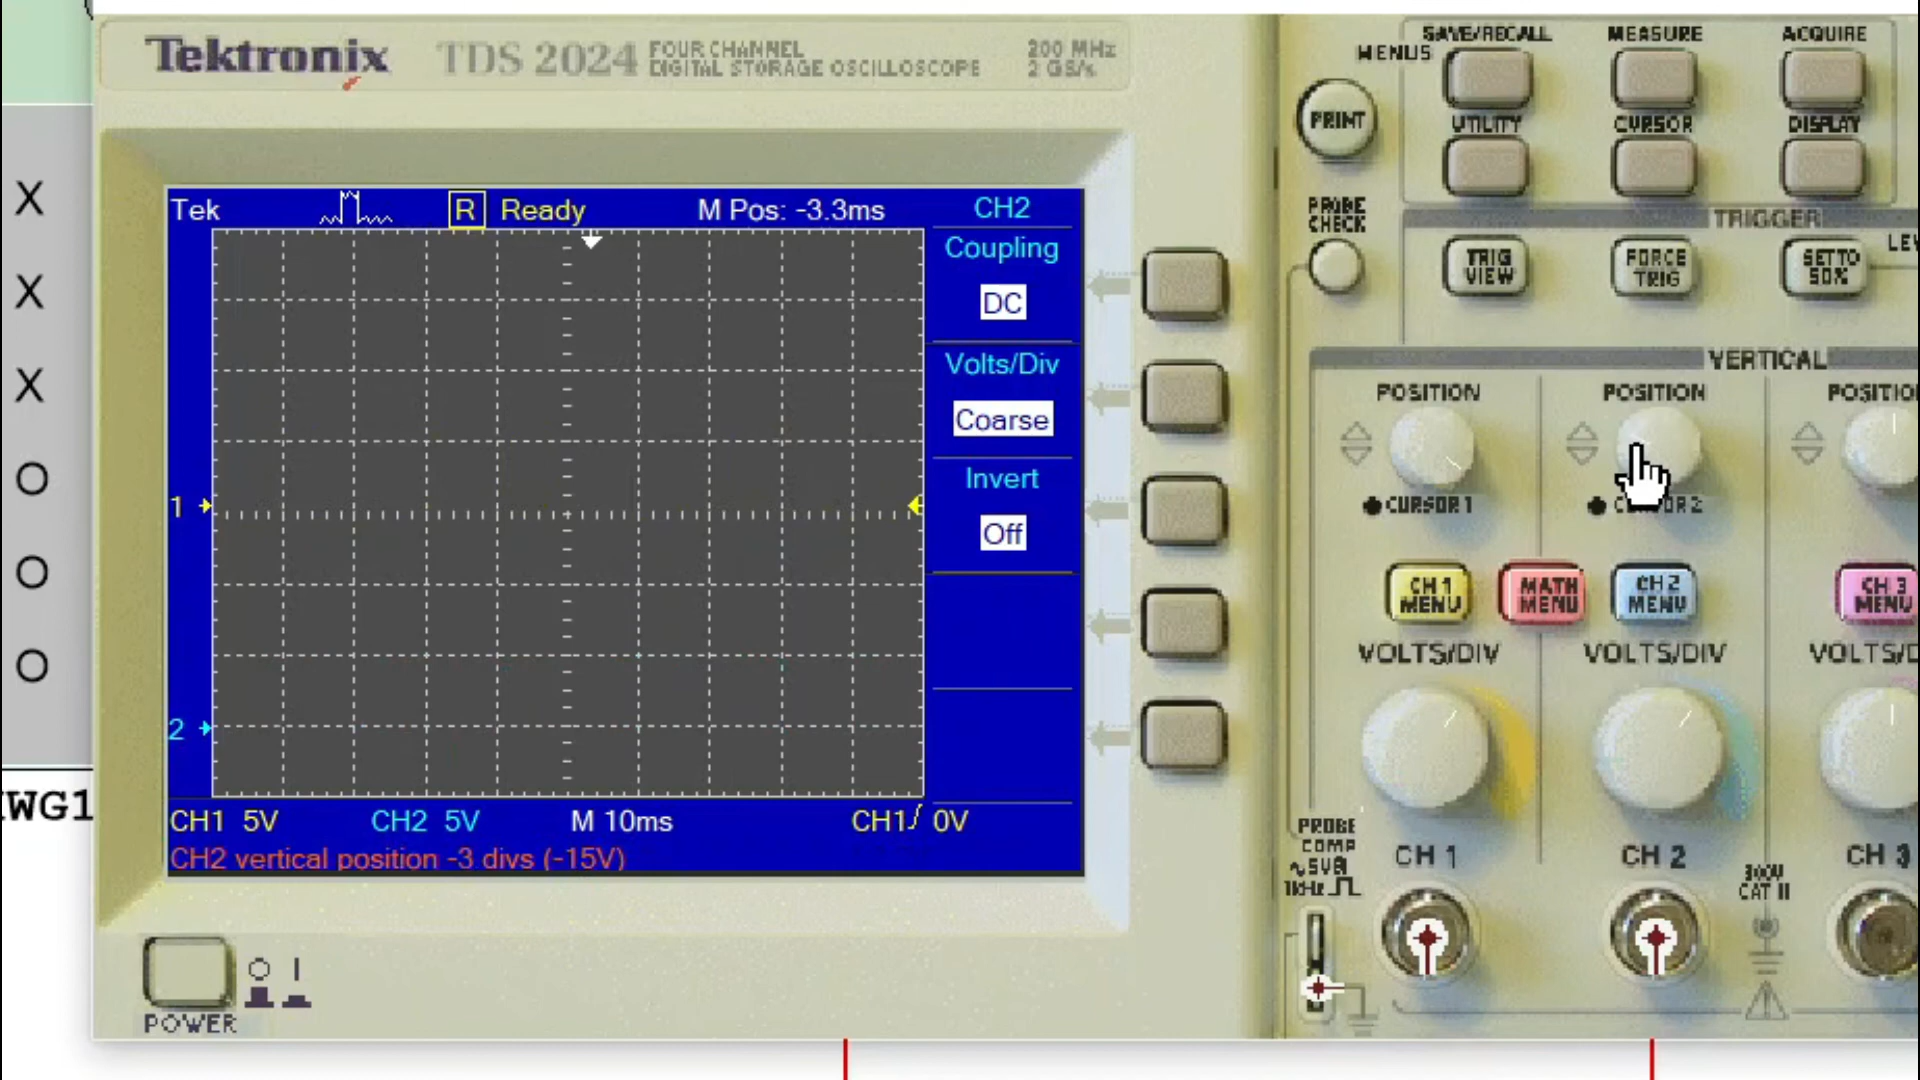 Tektronix TDS 2024 FOUR CHANNEL DIGITAL STORAGE OSCILLOSCOPE 200 MHz 2 GS/s
MENUS SAVE/RECALL MEASURE ACQUIRE
PRINT
UTILITY CURSOR DISPLAY
PROBE CHECK
TRIGGER
TRIG VIEW FORCE TRIG SET TO 50%
VERTICAL
POSITION POSITION
CURSOR 1
CH 1 MENU MATH MENU CH 2 MENU CH 3 MENU
VOLTS/DIV VOLTS/DIV
PROBE COMP ~5V@ 1kHz
CH 1 CH 2 CH 3
300V CAT II
Tek R Ready M Pos: -3.3ms CH2
Coupling
DC
Volts/Div
Coarse
Invert
Off
1
2
CH1 5V CH2 5V M 10ms CH1 0V
CH2 vertical position -3 divs (-15V)
POWER
X
X
X
O
O
O